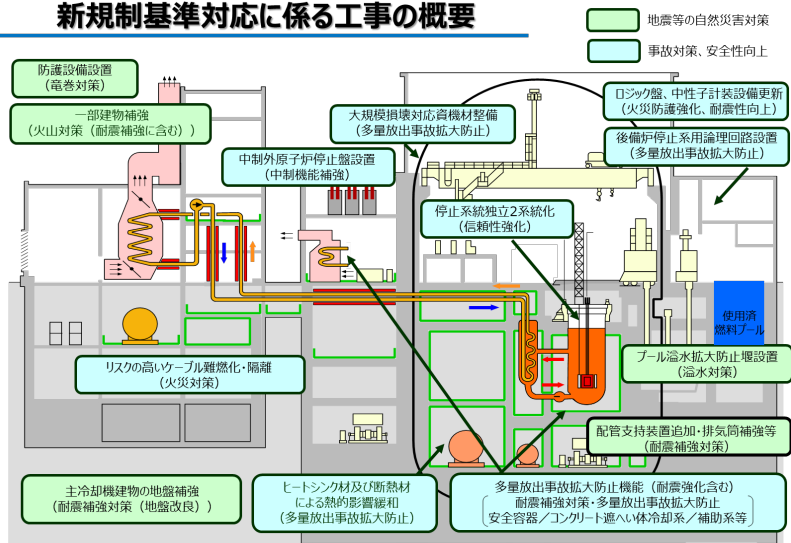 新規制基準対応に係る工事の概要
地震等の自然災害対策
事故対策、安全性向上
防護設備設置
（竜巻対策）
一部建物補強
（火山対策（耐震補強に含む））
大規模損壊対応資機材整備
（多量放出事故拡大防止）
ロジック盤、中性子計装設備更新
（火災防護強化、耐震性向上）
後備炉停止系用論理回路設置
（多量放出事故拡大防止）
中制外原子炉停止盤設置
（中制機能補強）
停止系統独立2系統化
（信頼性強化）
使用済
燃料プール
プール溢水拡大防止堰設置
（溢水対策）
リスクの高いケーブル難燃化・隔離
（火災対策）
配管支持装置追加・排気筒補強等
（耐震補強対策）
主冷却機建物の地盤補強
（耐震補強対策（地盤改良））
ヒートシンク材及び断熱材
による熱的影響緩和
（多量放出事故拡大防止）
多量放出事故拡大防止機能（耐震強化含む）
耐震補強対策・多量放出事故拡大防止
安全容器／コンクリート遮へい体冷却系／補助系等